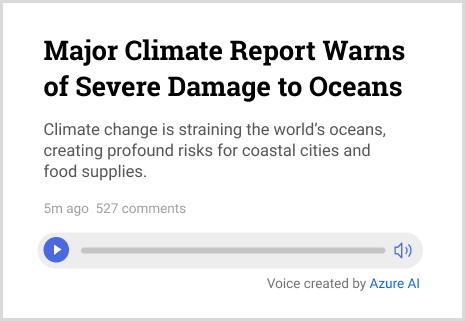 Major Climate Report Warns
of Severe Damage to Oceans
Climate change is straining the world’s oceans,
creating profound risks for coastal cities and
food supplies.
5m ago 527 comments
Voice created by Azure AI